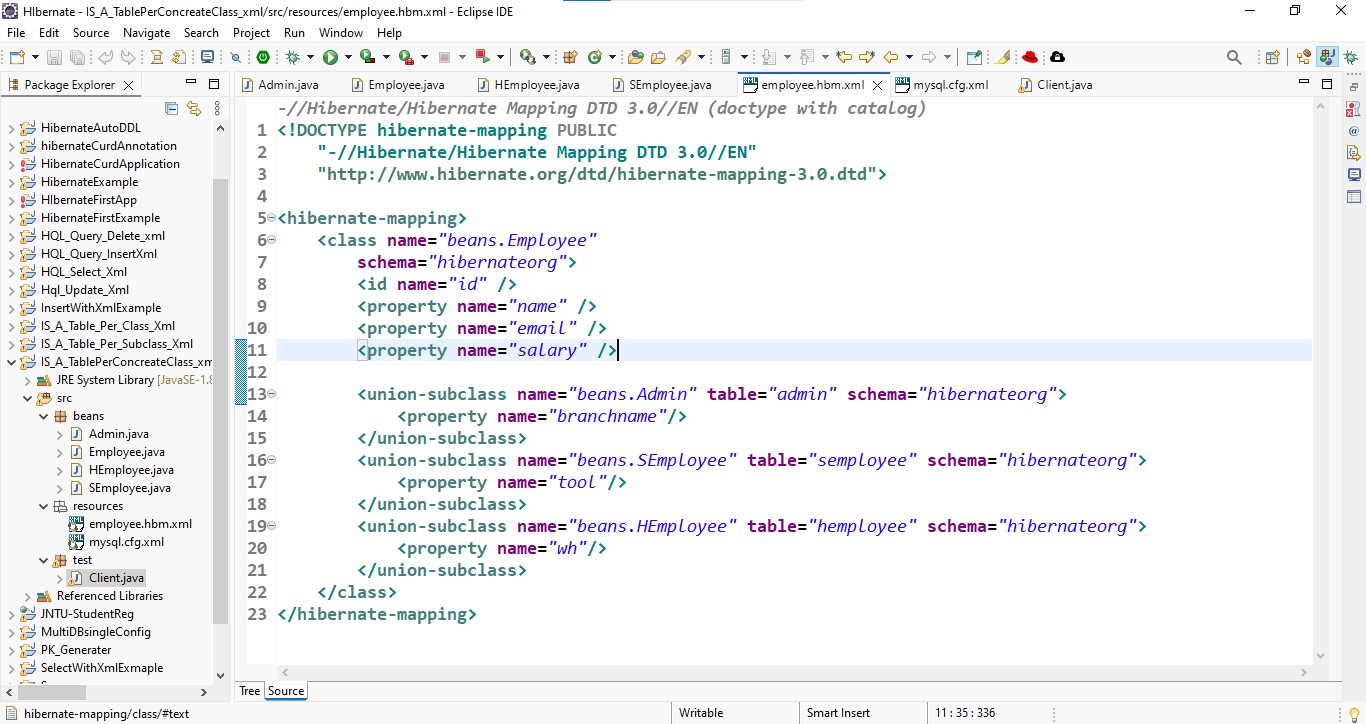 HIbernate - IS_A_TablePerConcreateClass_xml/src/resources/employee.hbm.xml - Eclipse IDE
File Edit Source Navigate Search Project Run Window Help
Package Explorer
Admin.java Employee.java HEmployee.java SEmployee.java employee.hbm.xml mysql.cfg.xml Client.java
HibernateAutoDDL
hibernateCurdAnnotation
HibernateCurdApplication
HibernateExample
HIbernateFirstApp
HibernateFirstExample
HQL_Query_Delete_xml
HQL_Query_InsertXml
HQL_Select_Xml
Hql_Update_Xml
InsertWithXmlExample
IS_A_Table_Per_Class_Xml
IS_A_Table_Per_Subclass_Xml
IS_A_TablePerConcreateClass_xm
JRE System Library [JavaSE-1.8
src
beans
Admin.java
Employee.java
HEmployee.java
SEmployee.java
resources
employee.hbm.xml
mysql.cfg.xml
test
Client.java
Referenced Libraries
JNTU-StudentReg
MultiDBsingleConfig
PK_Generater
SelectWithXmlExmaple
-//Hibernate/Hibernate Mapping DTD 3.0//EN (doctype with catalog)
1 <!DOCTYPE hibernate-mapping PUBLIC
2 "-//Hibernate/Hibernate Mapping DTD 3.0//EN"
3 "http://www.hibernate.org/dtd/hibernate-mapping-3.0.dtd">
4
5 <hibernate-mapping>
6 <class name="beans.Employee"
7 schema="hibernateorg">
8 <id name="id" />
9 <property name="name" />
10 <property name="email" />
11 <property name="salary" />
12
13 <union-subclass name="beans.Admin" table="admin" schema="hibernateorg">
14 <property name="branchname"/>
15 </union-subclass>
16 <union-subclass name="beans.SEmployee" table="semployee" schema="hibernateorg">
17 <property name="tool"/>
18 </union-subclass>
19 <union-subclass name="beans.HEmployee" table="hemployee" schema="hibernateorg">
20 <property name="wh"/>
21 </union-subclass>
22 </class>
23 </hibernate-mapping>
Tree Source
hibernate-mapping/class/#text Writable Smart Insert 11 : 35 : 336